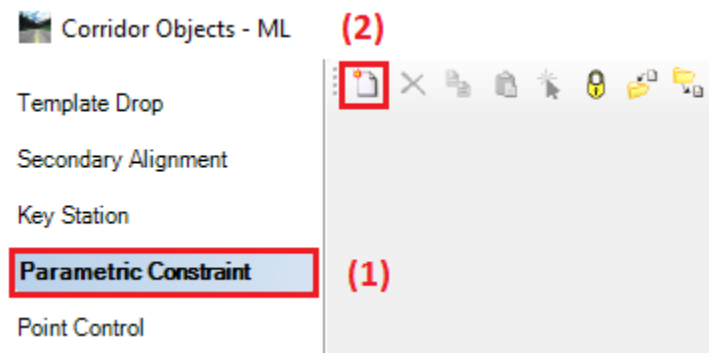 Corridor Objects - ML
(2)
Template Drop
Secondary Alignment
Key Station
Parametric Constraint
(1)
Point Control